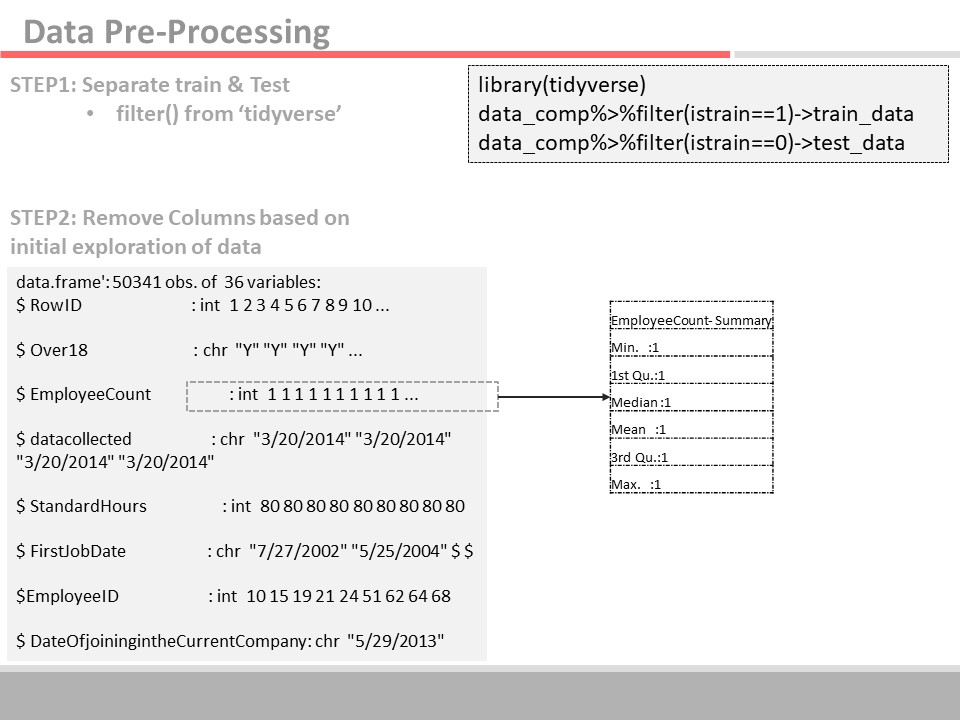 Data Pre-Processing
STEP1: Separate train & Test
• filter() from ‘tidyverse’
library(tidyverse)
data_comp%>%filter(istrain==1)->train_data
data_comp%>%filter(istrain==0)->test_data
STEP2: Remove Columns based on
initial exploration of data
data.frame': 50341 obs. of 36 variables:
$ RowID : int 1 2 3 4 5 6 7 8 9 10 ...
$ Over18 : chr "Y" "Y" "Y" "Y" ...
$ EmployeeCount : int 1 1 1 1 1 1 1 1 1 1 ...
$ datacollected : chr "3/20/2014" "3/20/2014"
"3/20/2014" "3/20/2014"
$ StandardHours : int 80 80 80 80 80 80 80 80 80
$ FirstJobDate : chr "7/27/2002" "5/25/2004" $ $
$EmployeeID : int 10 15 19 21 24 51 62 64 68
$ DateOfjoiningintheCurrentCompany: chr "5/29/2013"
EmployeeCount- Summary
Min. :1
1st Qu.:1
Median :1
Mean :1
3rd Qu.:1
Max. :1